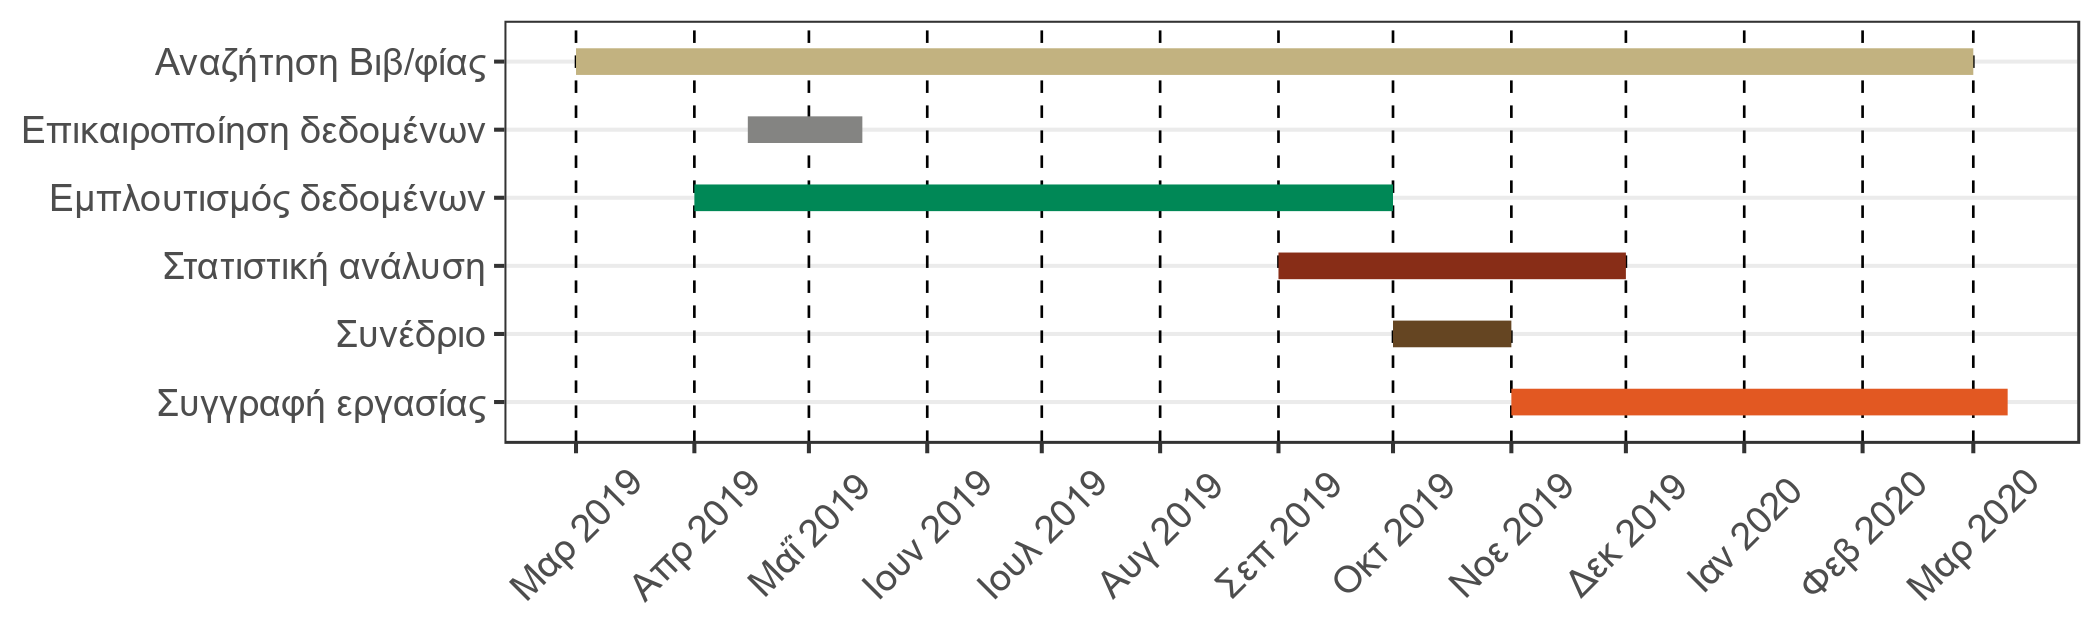 Αναζήτηση Βιβ/φίας
Επικαιροποίηση δεδομένων
Εμπλουτισμός δεδομένων
Στατιστική ανάλυση
Συνέδριο
Συγγραφή εργασίας
Μαρ 2019
Απρ 2019
Μαΐ 2019
Ιουν 2019
Ιουλ 2019
Αυγ 2019
Σεπ 2019
Οκτ 2019
Νοε 2019
Δεκ 2019
Ιαν 2020
Φεβ 2020
Μαρ 2020